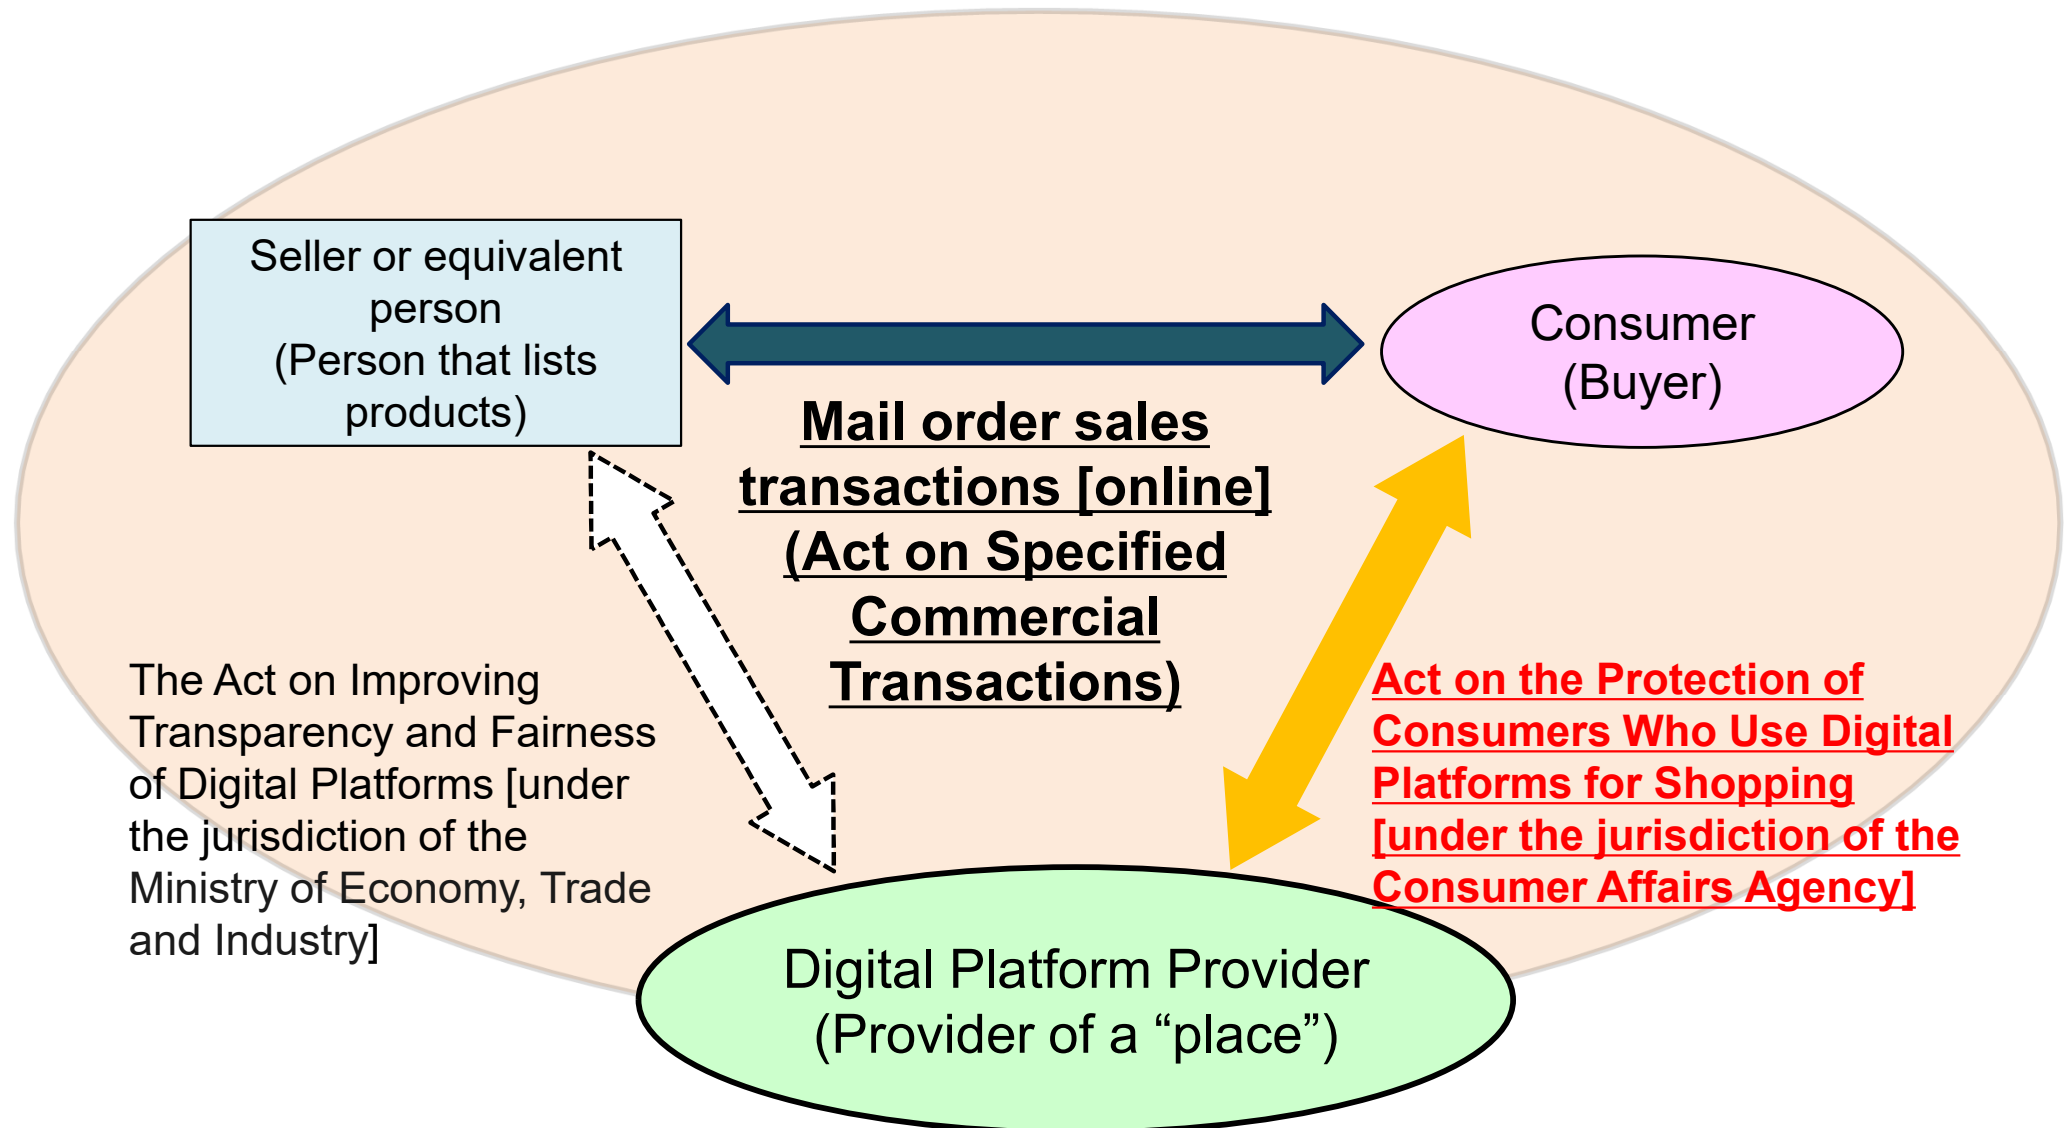 Seller or equivalent
person
(Person that lists
products)
Consumer
(Buyer)
Mail order sales
transactions [online]
(Act on Specified
Commercial
Transactions)
The Act on Improving
Transparency and Fairness
of Digital Platforms [under
the jurisdiction of the
Ministry of Economy, Trade
and Industry]
Act on the Protection of
Consumers Who Use Digital
Platforms for Shopping
[under the jurisdiction of the
Consumer Affairs Agency]
Digital Platform Provider
(Provider of a “place”)